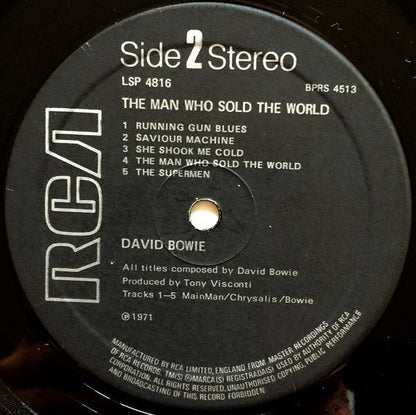 Side 2 Stereo
LSP 4816 BPRS 4513
THE MAN WHO SOLD THE WORLD
1 RUNNING GUN BLUES
2 SAVIOUR MACHINE
3 SHE SHOOK ME COLD
4 THE MAN WHO SOLD THE WORLD
5 THE SUPERMEN
RCA
DAVID BOWIE
All titles composed by David Bowie
Produced by Tony Visconti
Tracks 1–5 MainMan/Chrysalis/Bowie
℗ 1971
MANUFACTURED BY RCA LIMITED, ENGLAND FROM MASTER RECORDINGS
OF RCA RECORDS. TM(S) ® MARCA(S) REGISTRADA(S) USED BY AUTHORITY OF RCA
CORPORATION. ALL RIGHTS RESERVED. UNAUTHORISED COPYING, PUBLIC PERFORMANCE
AND BROADCASTING OF THIS RECORD FORBIDDEN